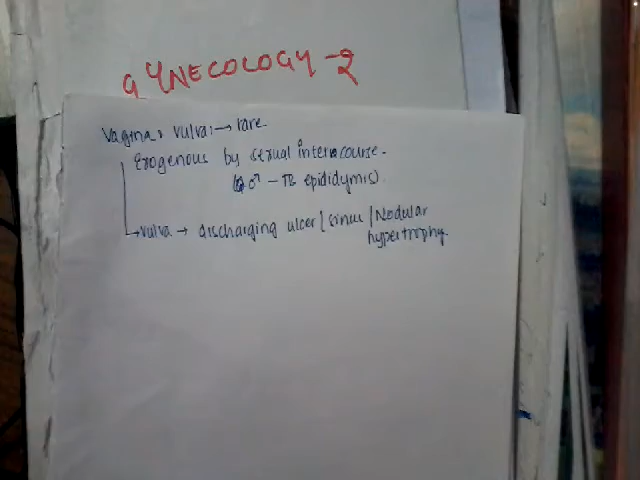 GYNECOLOGY-2
Vagina, vulva: → rare
Exogenous by sexual intercourse.
♂ - TB epididymis)
→ vulva → discharging ulcer / sinus / Nodular
hypertrophy.